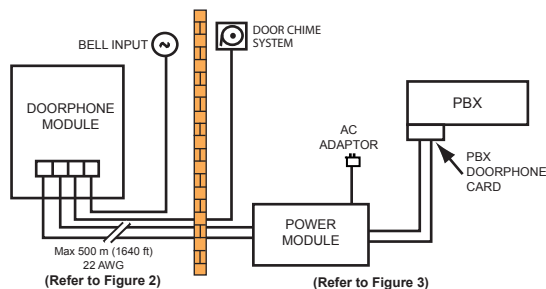 BELL INPUT
DOOR CHIME
SYSTEM
DOORPHONE
MODULE
PBX
AC
ADAPTOR
PBX
DOORPHONE
CARD
POWER
MODULE
Max 500 m (1640 ft)
22 AWG
(Refer to Figure 2)
(Refer to Figure 3)